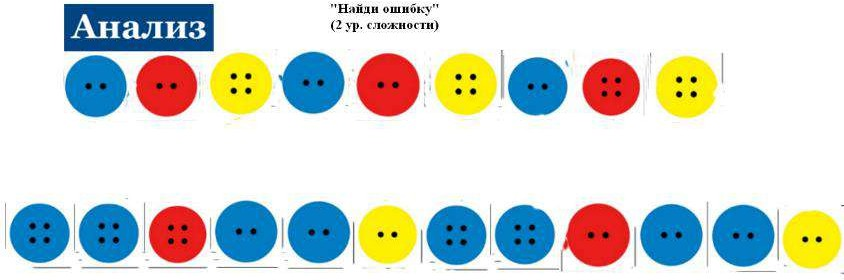 Анализ
"Найди ошибку"
(2 ур. сложности)